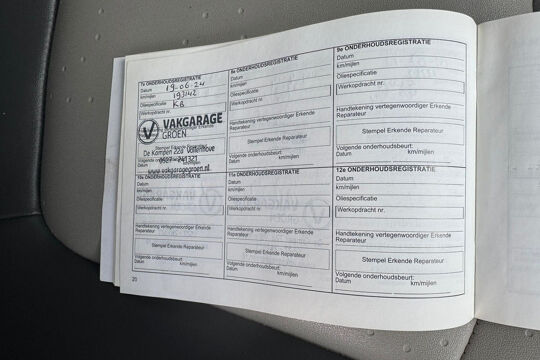 7e ONDERHOUDSREGISTRATIE
Datum 19-06-24
km/mijlen
Oliespecificatie
Werkopdracht nr.
VAKGARAGE
GROEN
De Kampen 22a Vollenhove
0527-241321
www.vakgaragegroen.nl
8e ONDERHOUDSREGISTRATIE
Datum
km/mijlen
Oliespecificatie
Werkopdracht nr.
Handtekening vertegenwoordiger Erkende
Reparateur
Stempel Erkende Reparateur
Volgende onderhoudsbeurt:
Datum km/mijlen
9e ONDERHOUDSREGISTRATIE
Datum
km/mijlen
Oliespecificatie
Werkopdracht nr.
Handtekening vertegenwoordiger Erkende
Reparateur
Stempel Erkende Reparateur
Volgende onderhoudsbeurt:
Datum km/mijlen
10e ONDERHOUDSREGISTRATIE
Datum
km/mijlen
Oliespecificatie
Werkopdracht nr.
Handtekening vertegenwoordiger Erkende
Reparateur
Stempel Erkende Reparateur
Volgende onderhoudsbeurt:
Datum km/mijlen
11e ONDERHOUDSREGISTRATIE
Datum
km/mijlen
Oliespecificatie
Werkopdracht nr.
Handtekening vertegenwoordiger Erkende
Reparateur
Stempel Erkende Reparateur
Volgende onderhoudsbeurt:
Datum km/mijlen
12e ONDERHOUDSREGISTRATIE
Datum
km/mijlen
Oliespecificatie
Werkopdracht nr.
Handtekening vertegenwoordiger Erkende
Reparateur
Stempel Erkende Reparateur
Volgende onderhoudsbeurt:
Datum km/mijlen
20